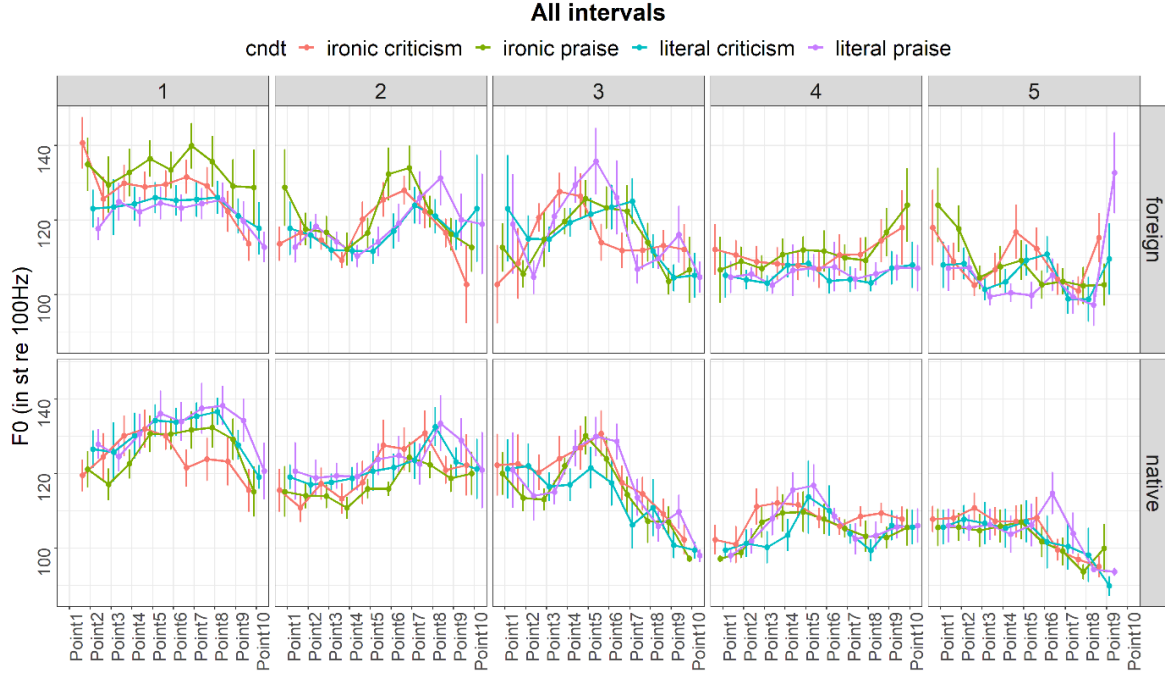 All intervals
cndt ironic criticism ironic praise literal criticism literal praise
1 2 3 4 5
F0 (in st re 100Hz)
140
120
100
foreign
140
120
100
native
Point1 Point2 Point3 Point4 Point5 Point6 Point7 Point8 Point9 Point10
Point1 Point2 Point3 Point4 Point5 Point6 Point7 Point8 Point9 Point10
Point1 Point2 Point3 Point4 Point5 Point6 Point7 Point8 Point9 Point10
Point1 Point2 Point3 Point4 Point5 Point6 Point7 Point8 Point9 Point10
Point1 Point2 Point3 Point4 Point5 Point6 Point7 Point8 Point9 Point10